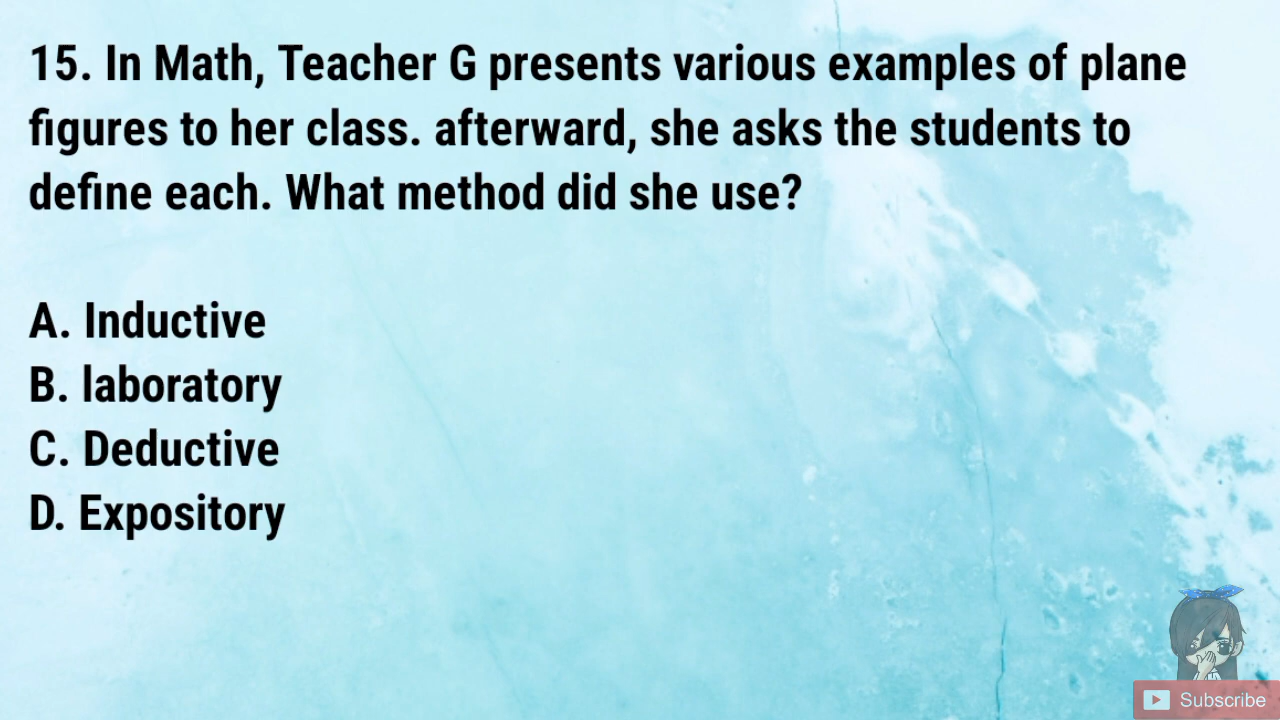 15. In Math, Teacher G presents various examples of plane
figures to her class. afterward, she asks the students to
define each. What method did she use?
A. Inductive
B. laboratory
C. Deductive
D. Expository
Subscribe